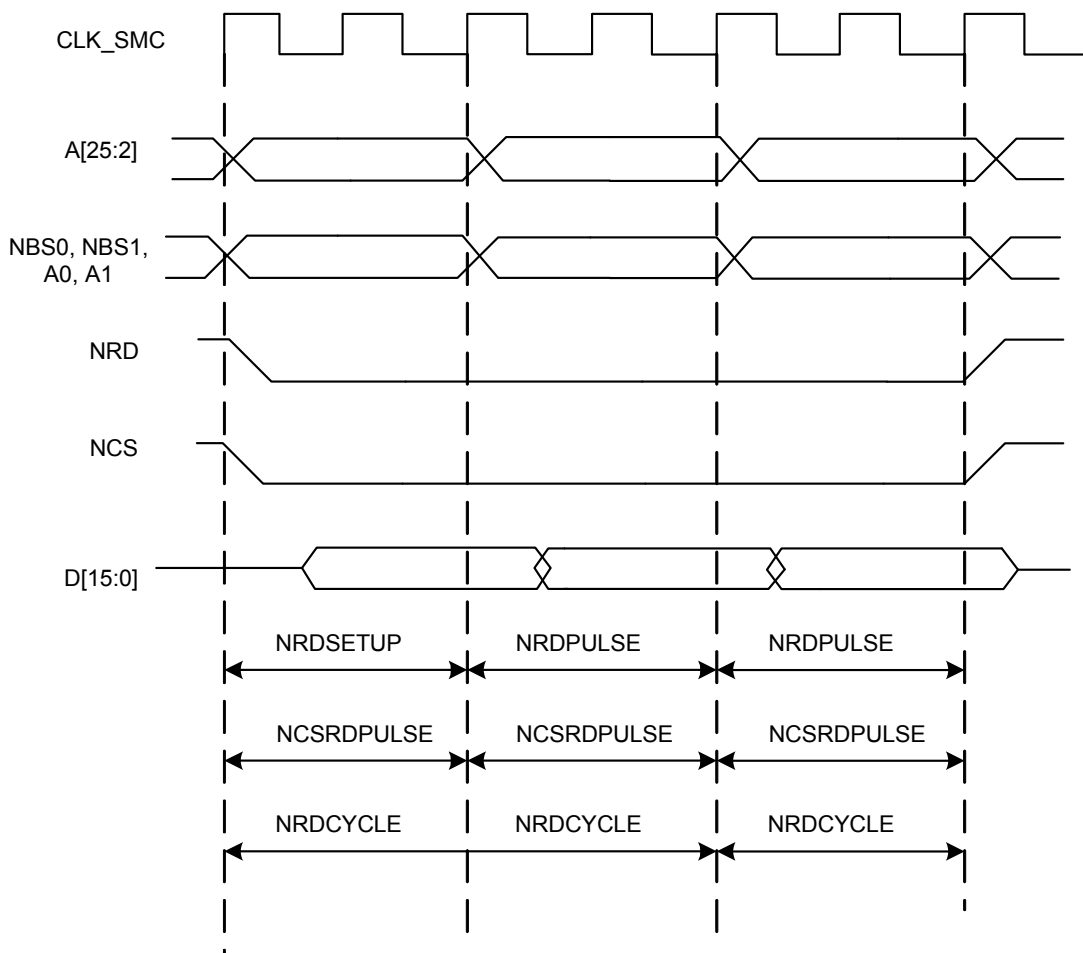 CLK_SMC
A[25:2]
NBS0, NBS1,
A0, A1
NRD
NCS
D[15:0]
NRDSETUP NRDPULSE NRDPULSE
NCSRDPULSE NCSRDPULSE NCSRDPULSE
NRDCYCLE NRDCYCLE NRDCYCLE